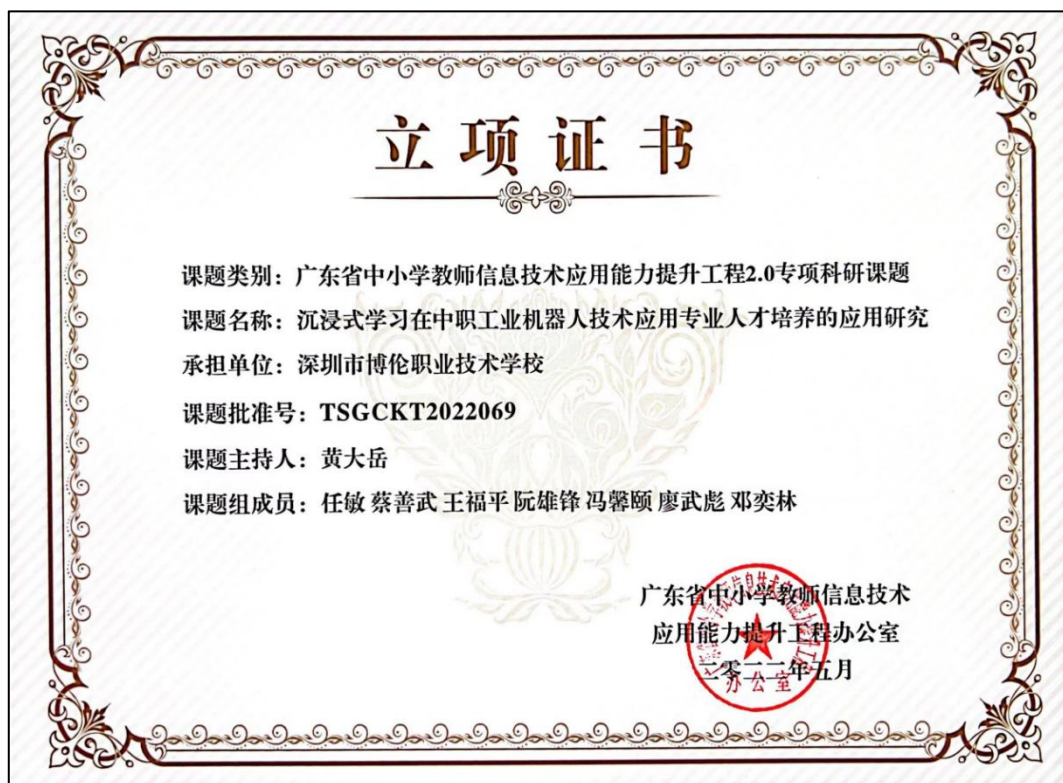 立项证书
课题类别：广东省中小学教师信息技术应用能力提升工程2.0专项科研课题
课题名称：沉浸式学习在中职工业机器人技术应用专业人才培养的应用研究
承担单位：深圳市博伦职业技术学校
课题批准号：TSGCKT2022069
课题主持人：黄大岳
课题组成员：任敏 蔡善武 王福平 阮雄锋 冯馨颐 廖武彪 邓奕林
广东省中小学教师信息技术
应用能力提升工程办公室
二零二二年五月
办公室